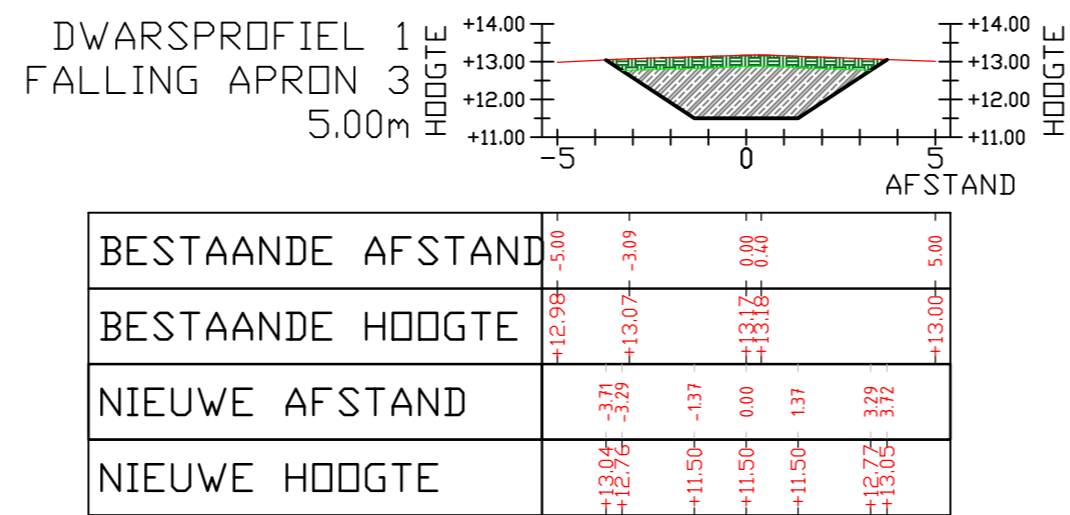 DWARSPROFIEL 1
FALLING APRON 3
5.00m
HOOGTE
+14.00
+13.00
+12.00
+11.00
+14.00
+13.00
+12.00
+11.00
HOOGTE
-5 0 5
AFSTAND
BESTAANDE AFSTAND -5.00 -3.09 0.00 0.40 5.00
BESTAANDE HOOGTE +12.98 +13.07 +13.17 +13.18 +13.00
NIEUWE AFSTAND -3.71 -3.29 -1.37 0.00 1.37 3.29 3.72
NIEUWE HOOGTE +13.04 +12.76 +11.50 +11.50 +11.50 +12.77 +13.05